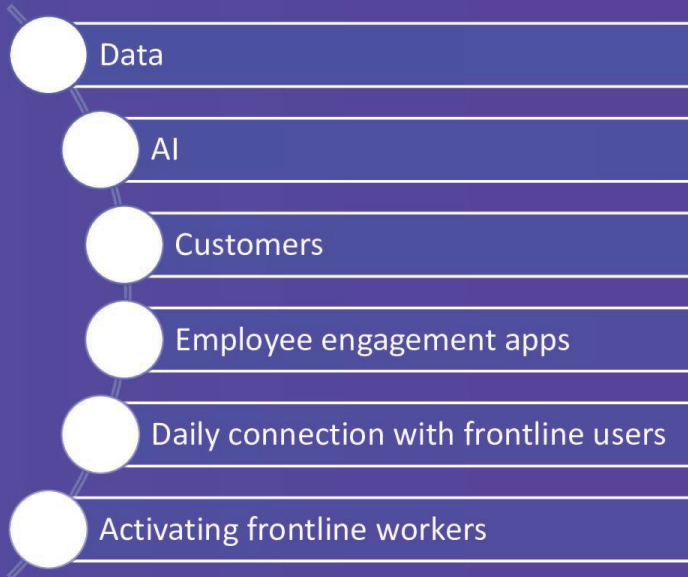 Data
AI
Customers
Employee engagement apps
Daily connection with frontline users
Activating frontline workers